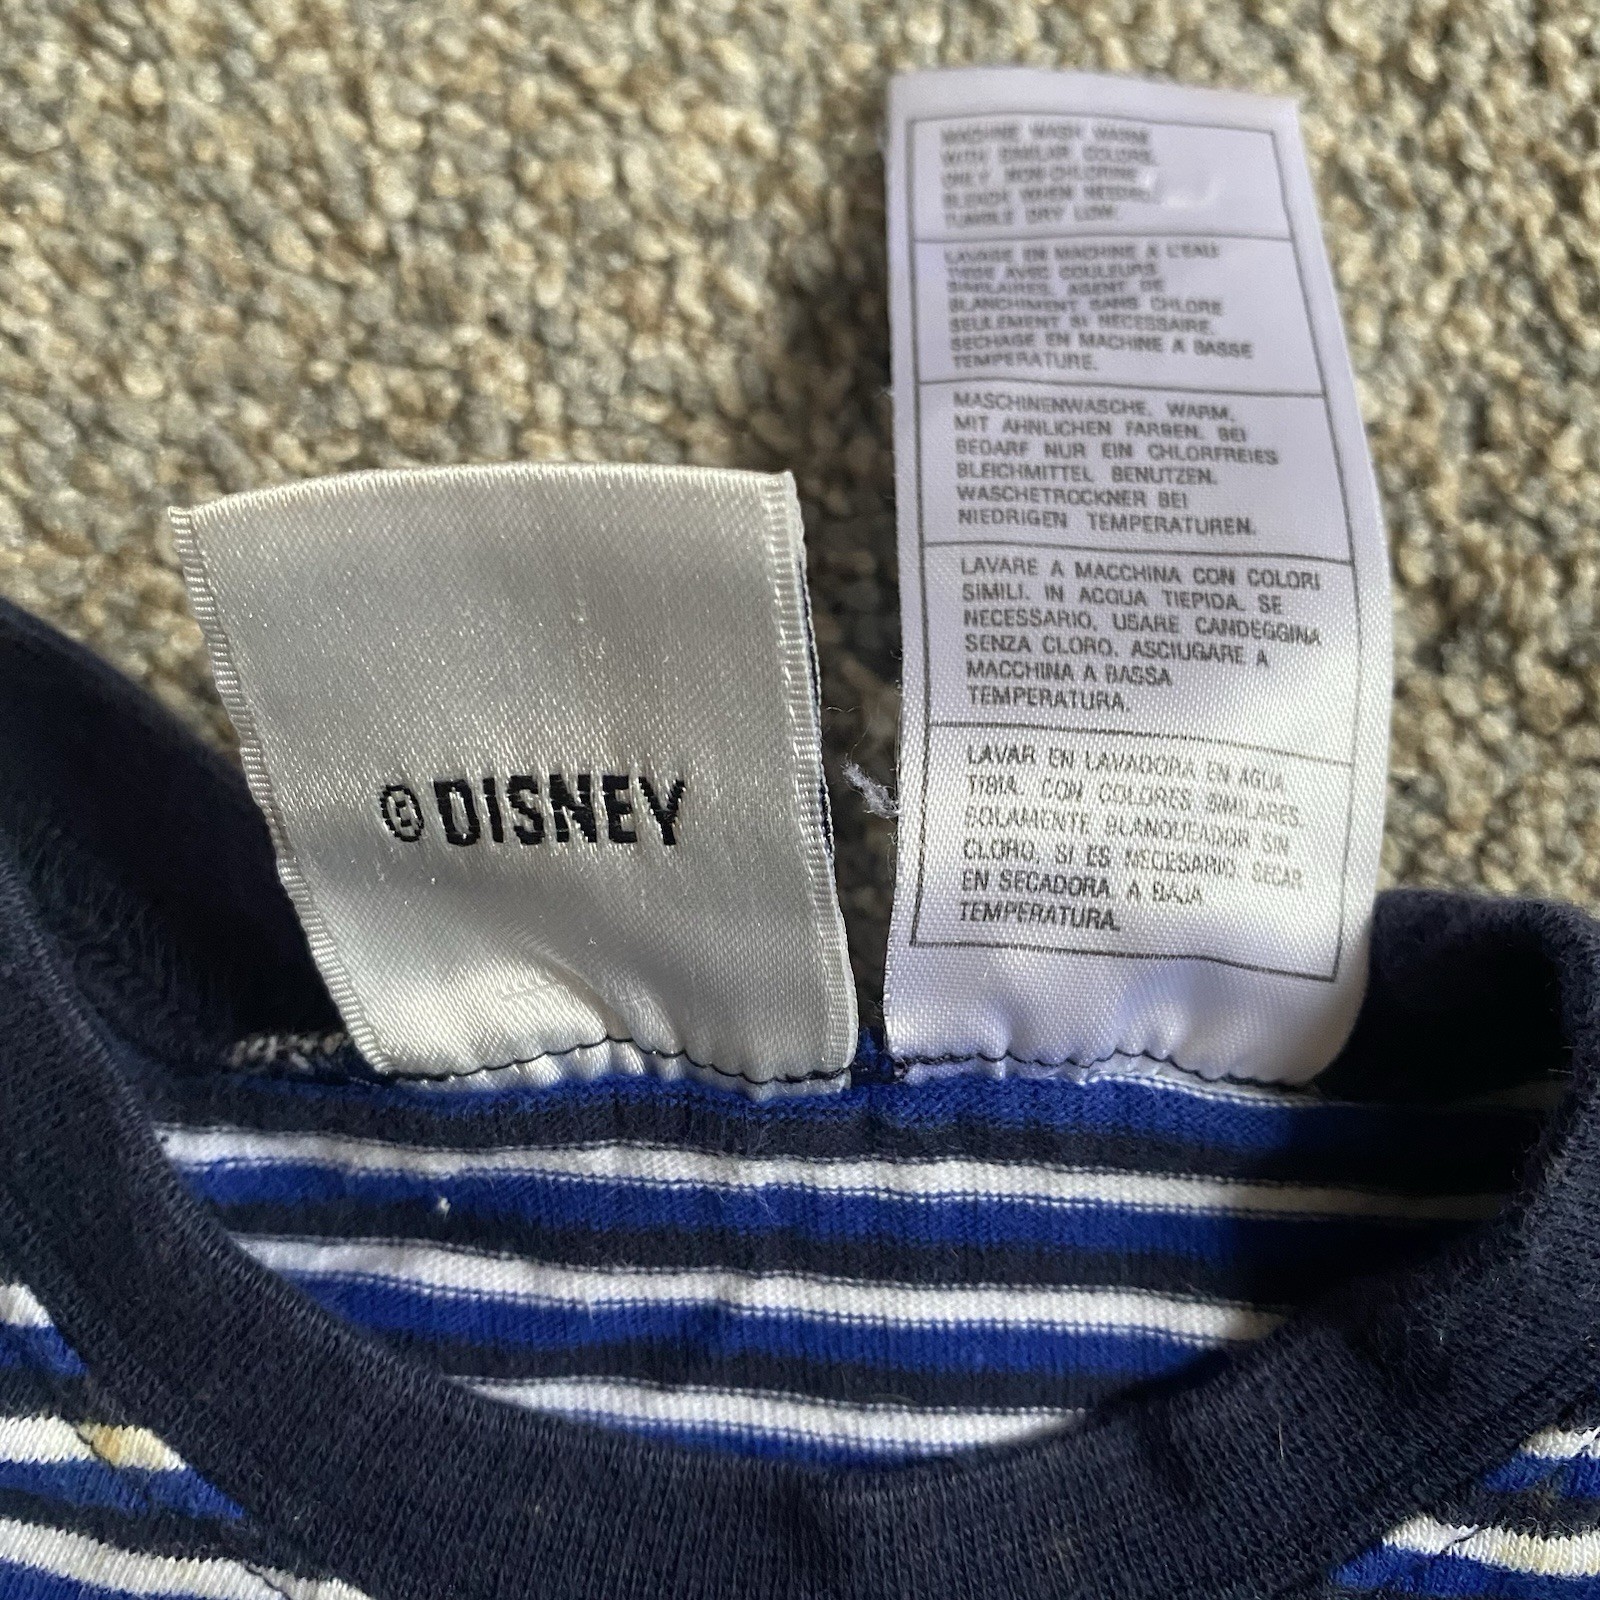 © DISNEY
MACHINE WASH WARM
WITH SIMILAR COLORS.
ONLY NON-CHLORINE
BLEACH WHEN NEEDED.
TUMBLE DRY LOW.
LAVAGE EN MACHINE A L'EAU
TIEDE AVEC COULEURS
SIMILAIRES. AGENT DE
BLANCHIMENT SANS CHLORE
SEULEMENT SI NECESSAIRE.
SECHAGE EN MACHINE A BASSE
TEMPERATURE.
MASCHINENWASCHE. WARM.
MIT AHNLICHEN FARBEN. BEI
BEDARF NUR EIN CHLORFREIES
BLEICHMITTEL BENUTZEN.
WASCHETROCKNER BEI
NIEDRIGEN TEMPERATUREN.
LAVARE A MACCHINA CON COLORI
SIMILI. IN ACQUA TIEPIDA. SE
NECESSARIO, USARE CANDEGGINA
SENZA CLORO. ASCIUGARE A
MACCHINA A BASSA
TEMPERATURA.
LAVAR EN LAVADORA EN AGUA
TIBIA. CON COLORES SIMILARES.
SOLAMENTE BLANQUEADOR SIN
CLORO, SI ES NECESARIO. SECAR
EN SECADORA, A BAJA
TEMPERATURA.